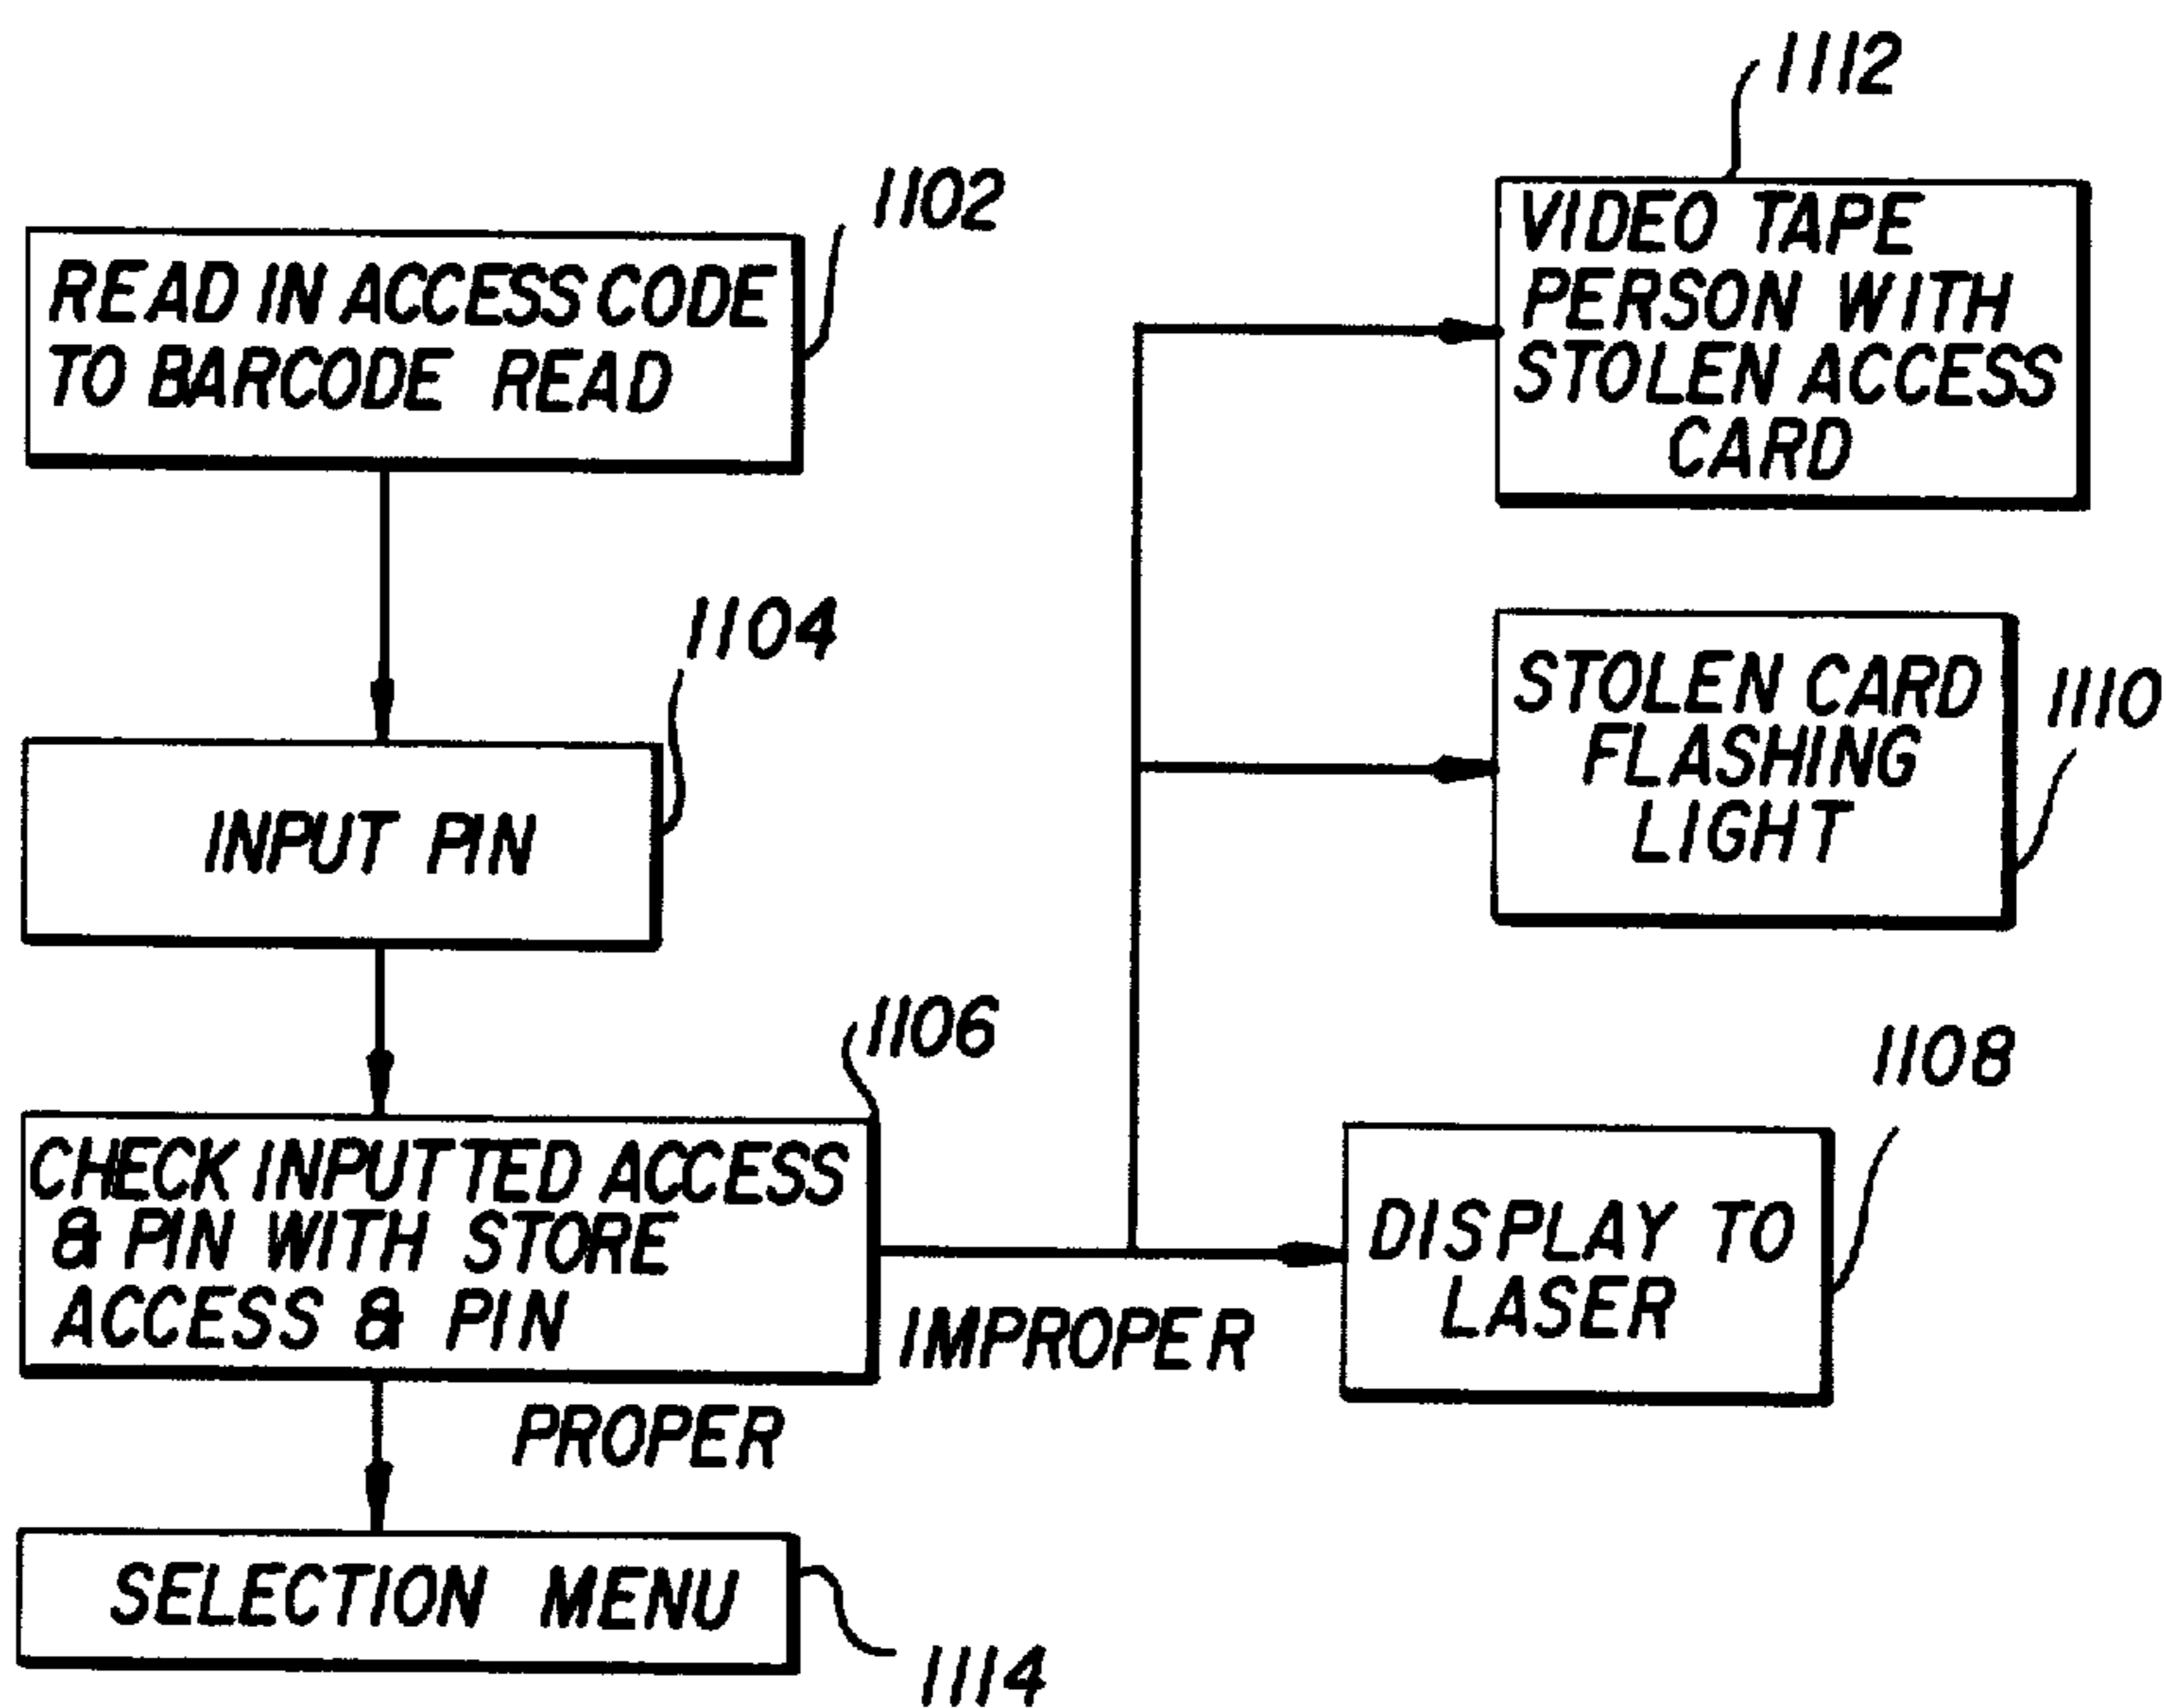 1102
READ IN ACCESS CODE
TO BARCODE READ
1104
INPUT PIN
1106
CHECK INPUTTED ACCESS
& PIN WITH STORE
ACCESS & PIN
IMPROPER
PROPER
SELECTION MENU
1114
1112
VIDEO TAPE
PERSON WITH
STOLEN ACCESS
CARD
STOLEN CARD
FLASHING
LIGHT
1110
1108
DISPLAY TO
LASER